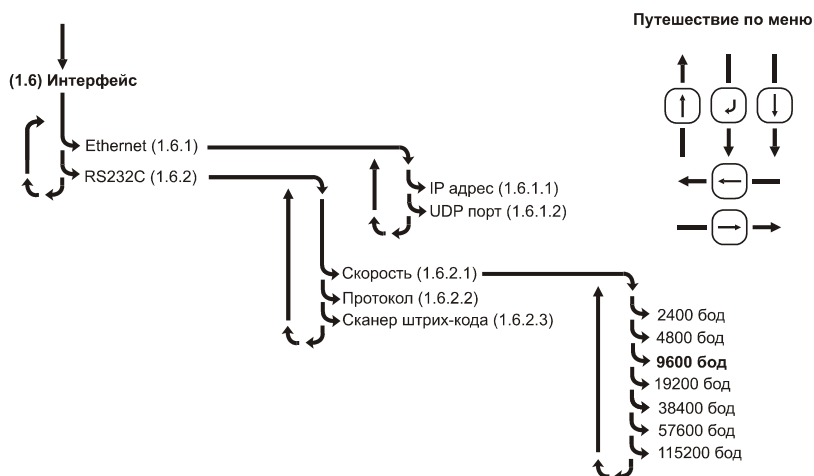 Путешествие по меню
(1.6) Интерфейс
Ethernet (1.6.1)
RS232C (1.6.2)
IP адрес (1.6.1.1)
UDP порт (1.6.1.2)
Скорость (1.6.2.1)
Протокол (1.6.2.2)
Сканер штрих-кода (1.6.2.3)
2400 бод
4800 бод
9600 бод
19200 бод
38400 бод
57600 бод
115200 бод